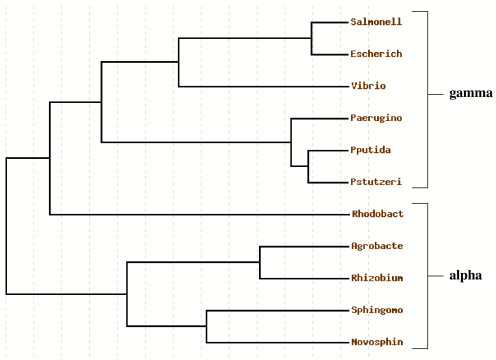 Salmonell
Escherich
Vibrio
gamma
Paerugino
Pputida
Pstutzeri
Rhodobact
Agrobacte
alpha
Rhizobium
Sphingomo
Novosphin